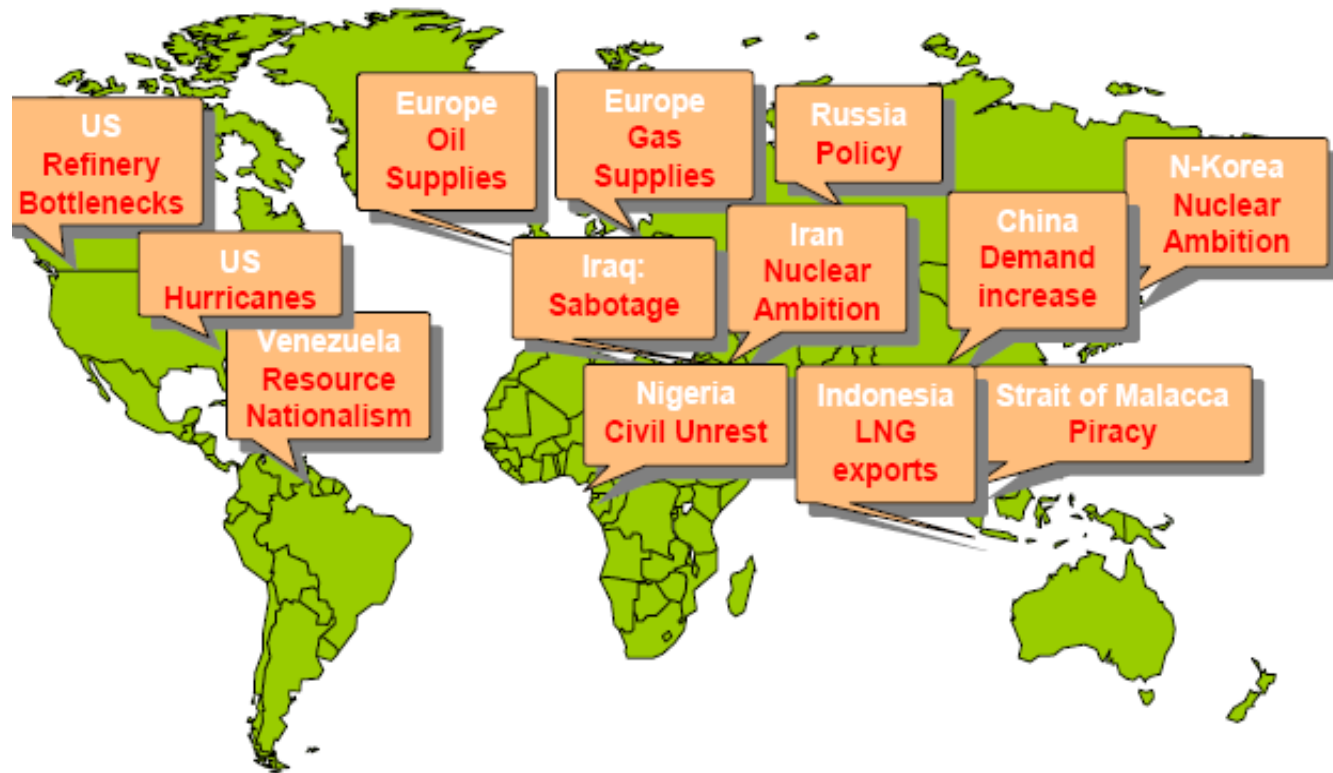 US
Refinery
Bottlenecks
US
Hurricanes
Venezuela
Resource
Nationalism
Europe
Oil
Supplies
Europe
Gas
Supplies
Russia
Policy
N-Korea
Nuclear
Ambition
Iraq:
Sabotage
Iran
Nuclear
Ambition
China
Demand
increase
Nigeria
Civil Unrest
Indonesia
LNG
exports
Strait of Malacca
Piracy